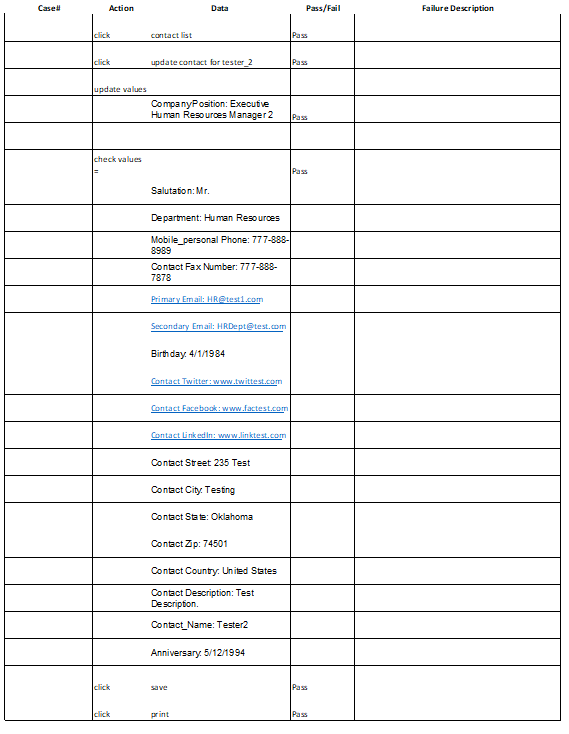 Case# Action Data Pass/Fail Failure Description
click contact list Pass
click update contact for tester_2 Pass
update values
CompanyPosition: Executive
Human Resources Manager 2 Pass
check values
= Pass
Salutation: Mr.
Department: Human Resources
Mobile_personal Phone: 777-888-
8989
Contact Fax Number: 777-888-
7878
Primary Email: HR@test1.com
Secondary Email: HRDept@test.com
Birthday: 4/1/1984
Contact Twitter: www.twittest.com
Contact Facebook: www.factest.com
Contact LinkedIn: www.linktest.com
Contact Street: 235 Test
Contact City: Testing
Contact State: Oklahoma
Contact Zip: 74501
Contact Country: United States
Contact Description: Test
Description.
Contact_Name: Tester2
Anniversary: 5/12/1994
click save Pass
click print Pass